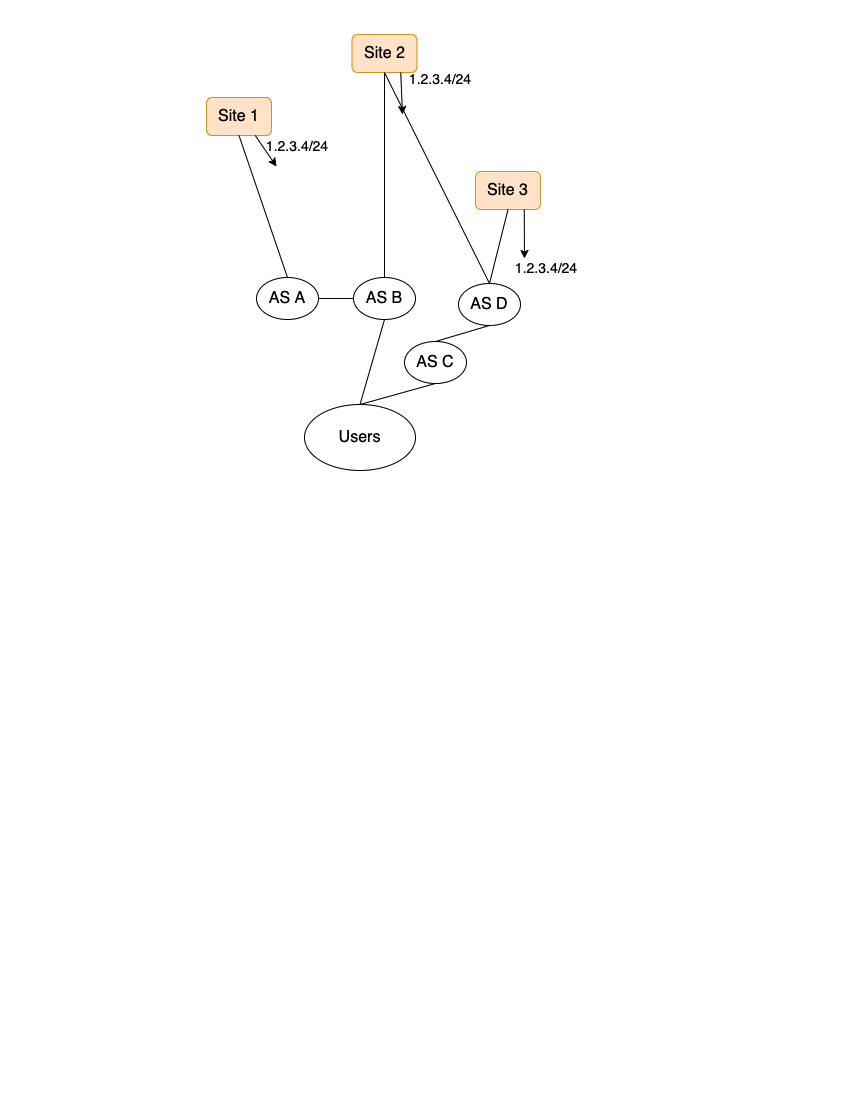 Site 2
1.2.3.4/24
Site 1
1.2.3.4/24
Site 3
1.2.3.4/24
AS A
AS B
AS D
AS C
Users